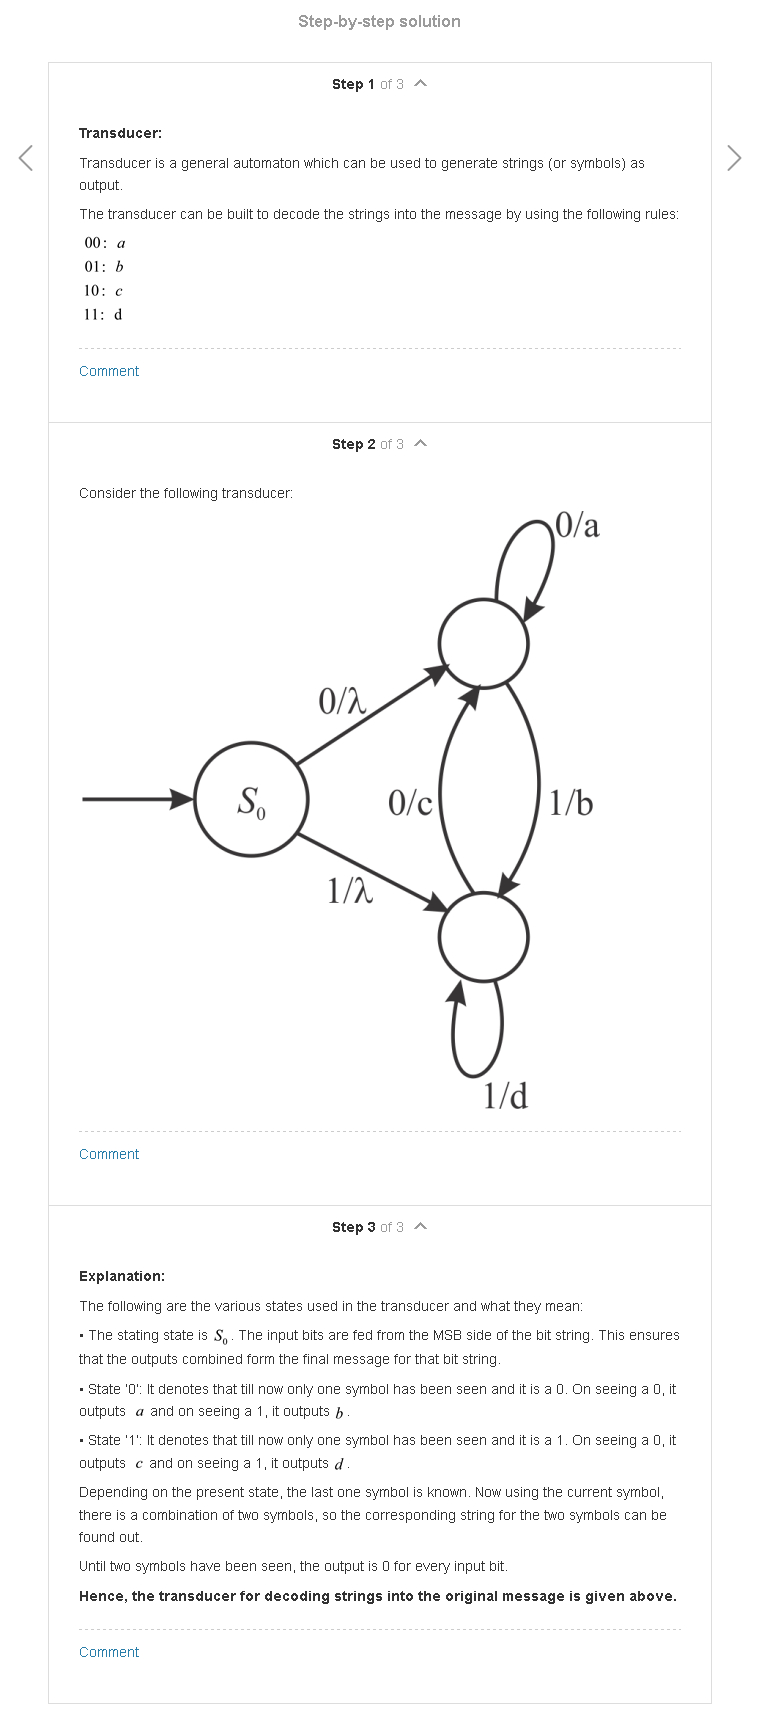 Step-by-step solution
Step 1 of 3
Transducer:
Transducer is a general automaton which can be used to generate strings (or symbols) as
output.
The transducer can be built to decode the strings into the message by using the following rules:
00: a
01: b
10: c
11: d
Comment
Step 2 of 3
Consider the following transducer:
0/a
0/λ
S₀
0/c
1/b
1/λ
1/d
Comment
Step 3 of 3
Explanation:
The following are the various states used in the transducer and what they mean:
• The stating state is S₀. The input bits are fed from the MSB side of the bit string. This ensures
that the outputs combined form the final message for that bit string.
• State '0': It denotes that till now only one symbol has been seen and it is a 0. On seeing a 0, it
outputs a and on seeing a 1, it outputs b.
• State '1': It denotes that till now only one symbol has been seen and it is a 1. On seeing a 0, it
outputs c and on seeing a 1, it outputs d.
Depending on the present state, the last one symbol is known. Now using the current symbol,
there is a combination of two symbols, so the corresponding string for the two symbols can be
found out.
Until two symbols have been seen, the output is 0 for every input bit.
Hence, the transducer for decoding strings into the original message is given above.
Comment